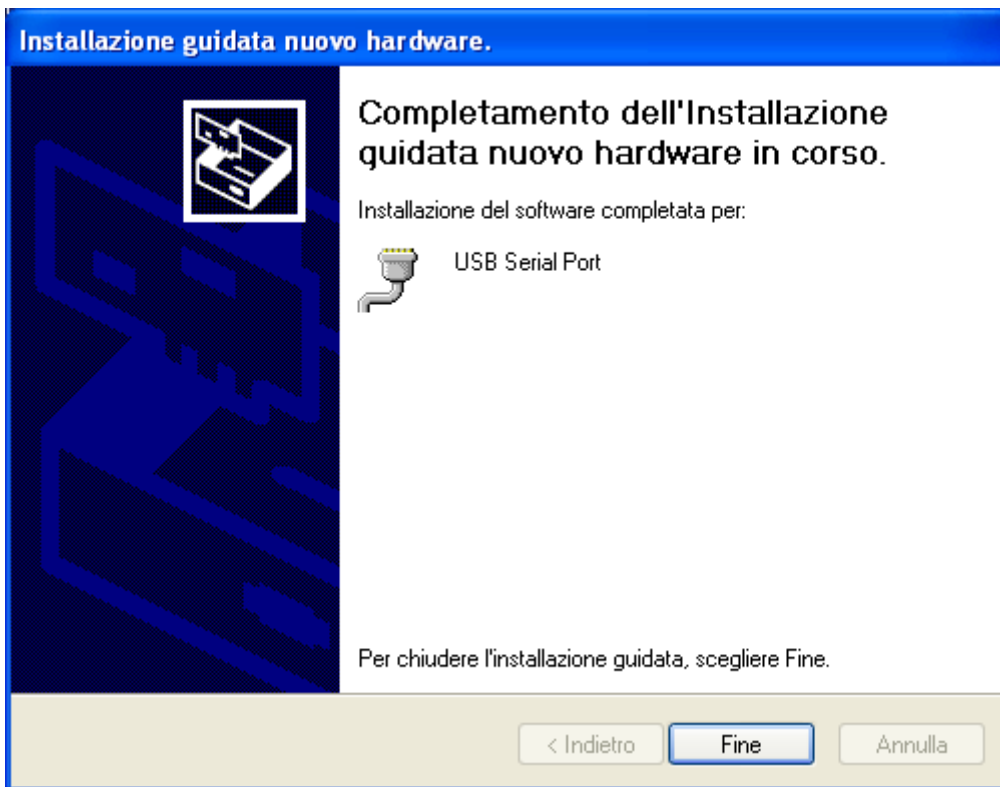 Installazione guidata nuovo hardware.
Completamento dell'Installazione
guidata nuovo hardware in corso.
Installazione del software completata per:
USB Serial Port
Per chiudere l'installazione guidata, scegliere Fine.
< Indietro
Fine
Annulla